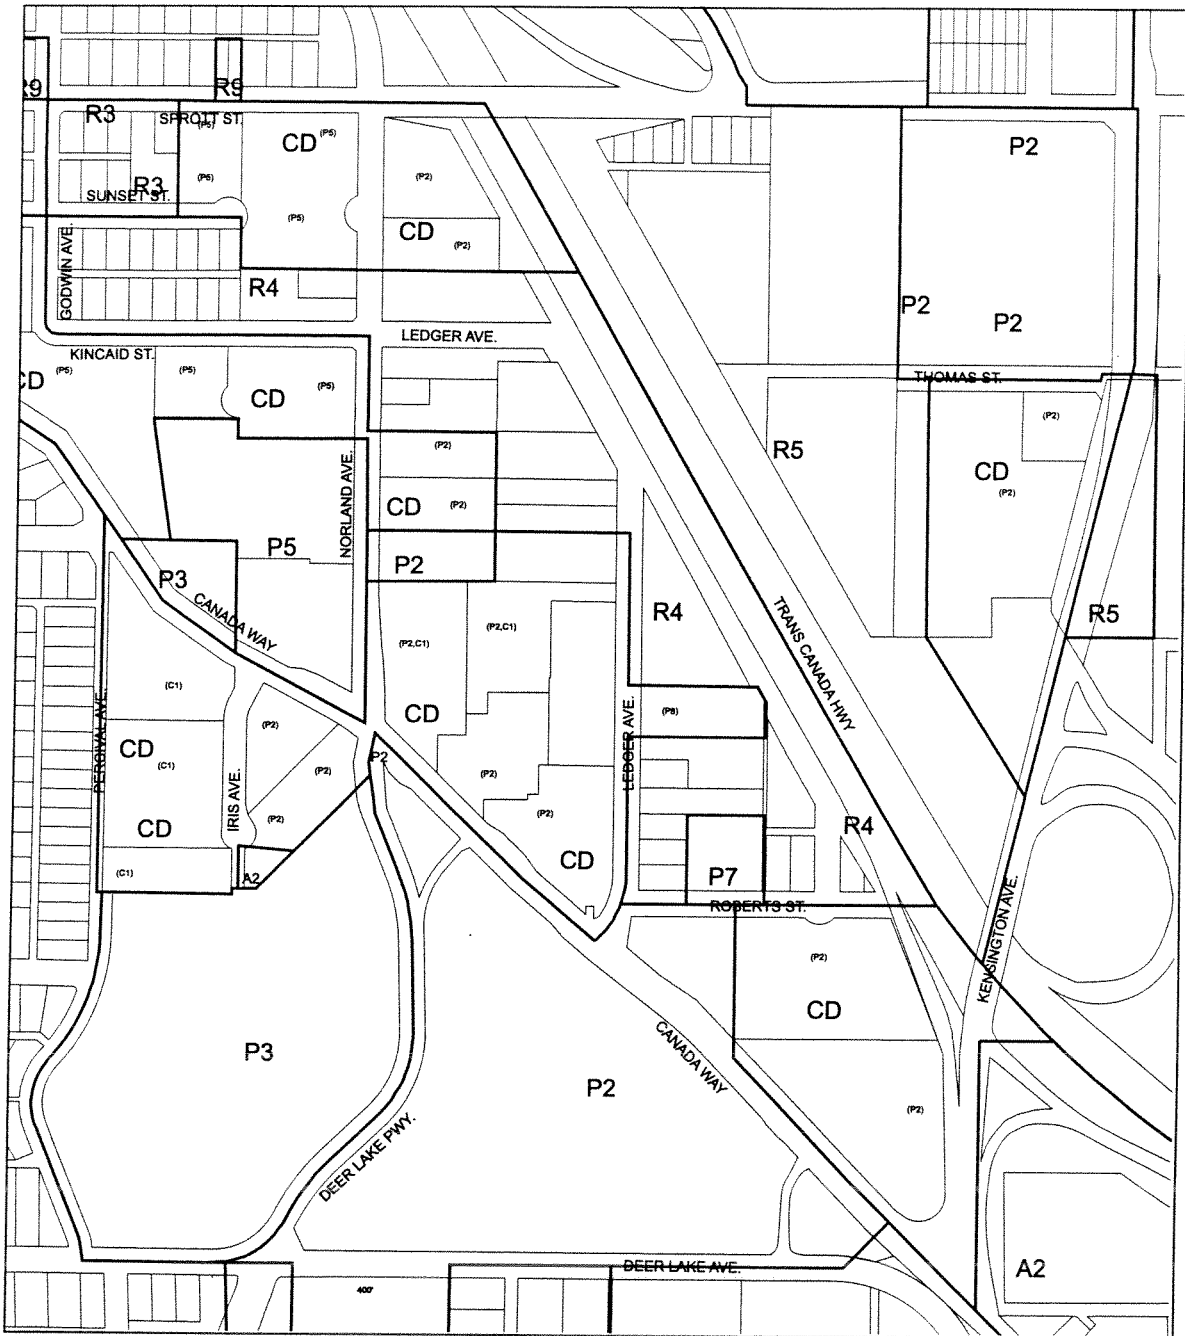 R9
R9
R3
SPROTT ST.
(P5)
CD
(P5)
P2
R3
SUNSET ST.
(P5)
(P2)
(P5)
CD
(P2)
GODWIN AVE.
R4
P2
P2
LEDGER AVE.
KINCAID ST.
CD
(P5)
(P5)
CD
(P5)
THOMAS ST.
(P2)
(P2)
R5
CD
(P2)
NORLAND AVE.
CD
(P2)
P5
P2
P3
CANADA WAY
TRANS CANADA HWY
R4
R5
(P2,C1)
(P2,C1)
(C1)
PERCIVAL AVE.
CD
(C1)
(P2)
(P2)
P2
CD
(P8)
LEDGER AVE.
(P2)
IRIS AVE.
CD
(P2)
(P2)
R4
(C1)
A2
CD
P7
ROBERTS ST.
KENSINGTON AVE.
(P2)
CD
P3
CANADA WAY
P2
(P2)
DEER LAKE PWY.
DEER LAKE AVE.
A2
400'